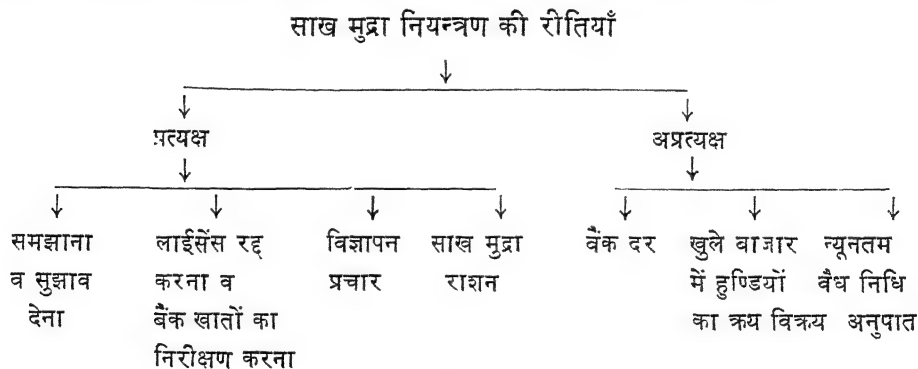 साख मुद्रा नियन्त्रण की रीतियाँ
प्रत्यक्ष
अप्रत्यक्ष
समझाना
व सुझाव
देना
लाईसेंस रद्द
करना व
बैंक खातों का
निरीक्षण करना
विज्ञापन
प्रचार
साख मुद्रा
राशन
बैंक दर
खुले बाजार
में हुण्डियों
का क्रय विक्रय
न्यूनतम
वैध निधि
अनुपात